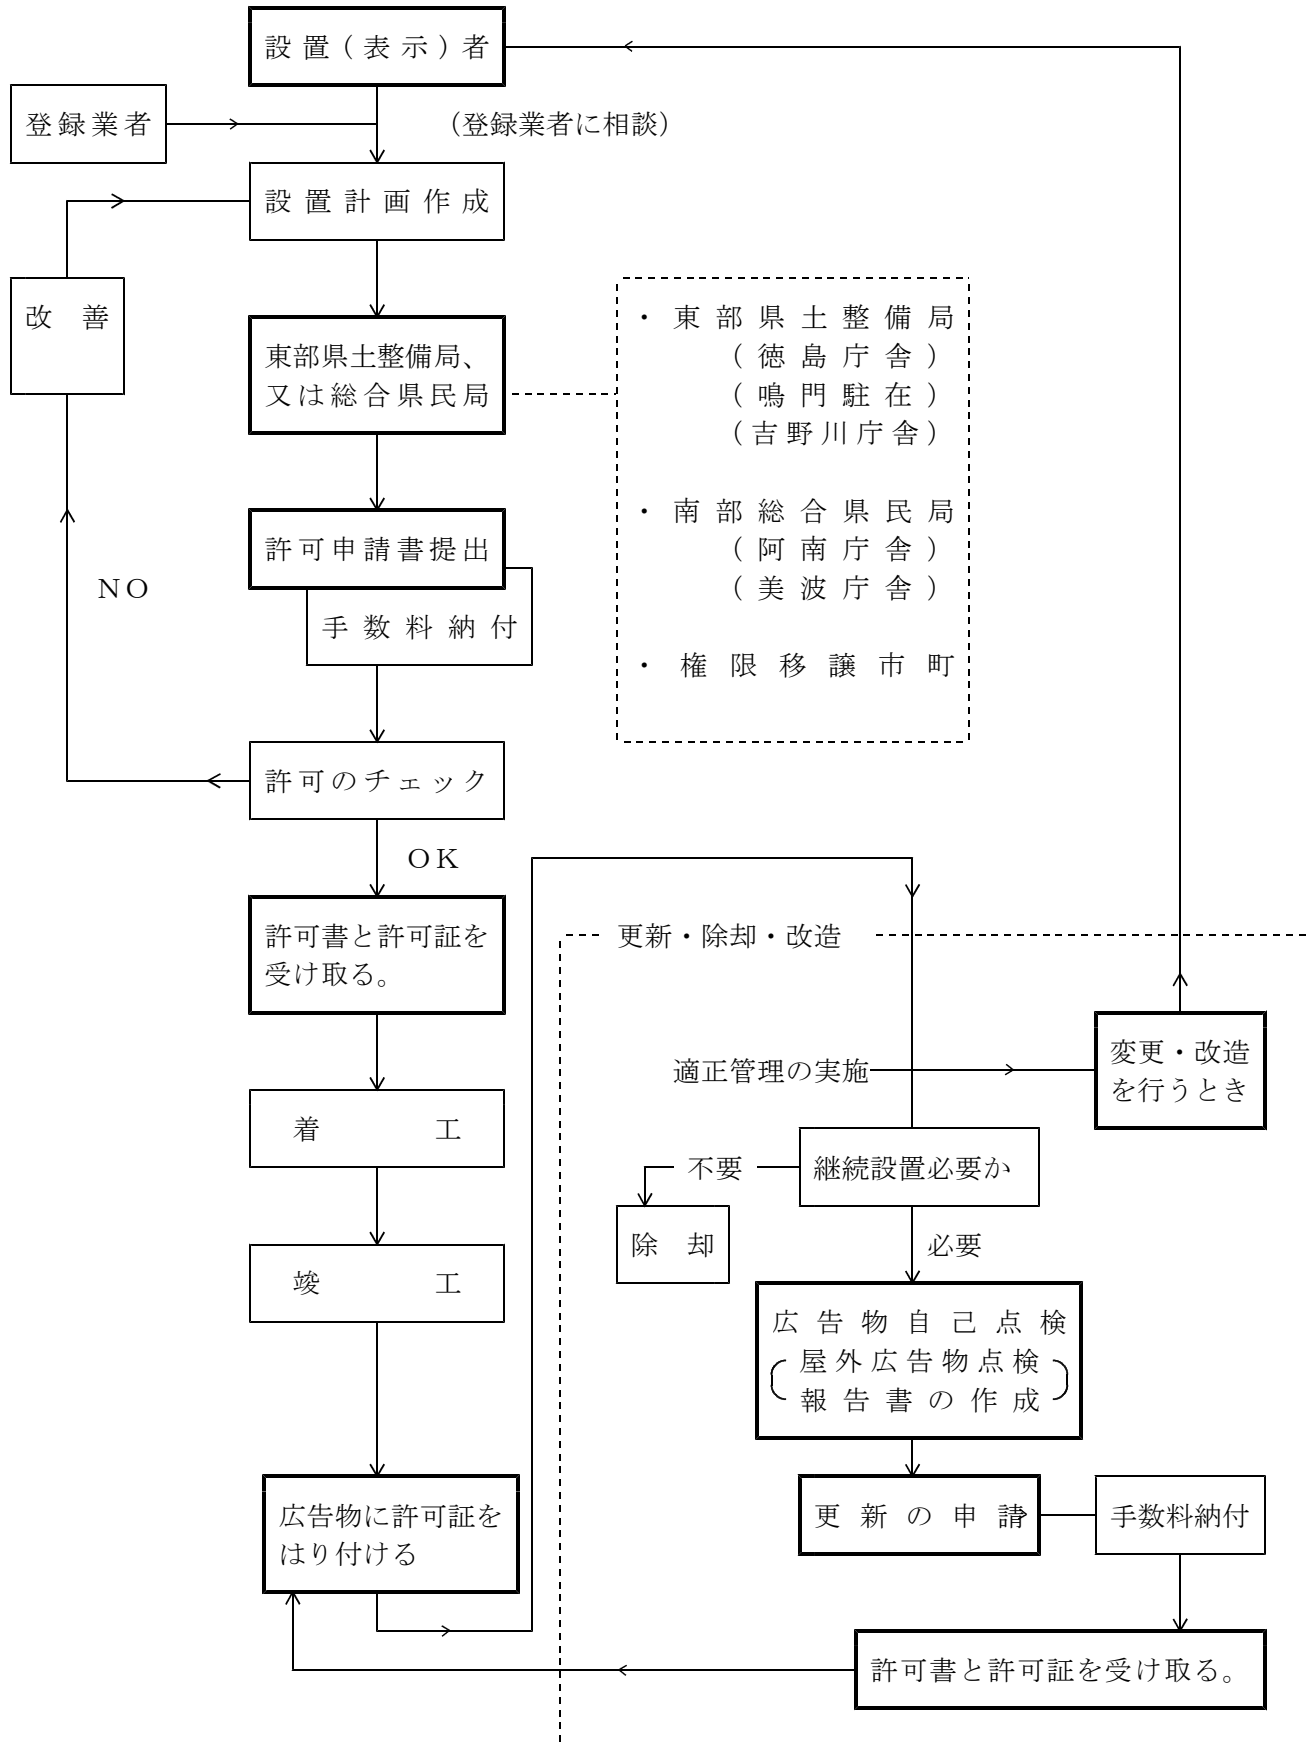 設置（表示）者
登録業者
（登録業者に相談）
設置計画作成
改善
東部県土整備局、
又は総合県民局
・東部県土整備局
（徳島庁舎）
（鳴門駐在）
（吉野川庁舎）
・南部総合県民局
（阿南庁舎）
（美波庁舎）
・権限移譲市町
許可申請書提出
手数料納付
NO
許可のチェック
OK
許可書と許可証を
受け取る。
着工
竣工
広告物に許可証を
はり付ける
更新・除却・改造
適正管理の実施
変更・改造
を行うとき
継続設置必要か
不要
除却
必要
広告物自己点検
屋外広告物点検
報告書の作成
更新の申請
手数料納付
許可書と許可証を受け取る。